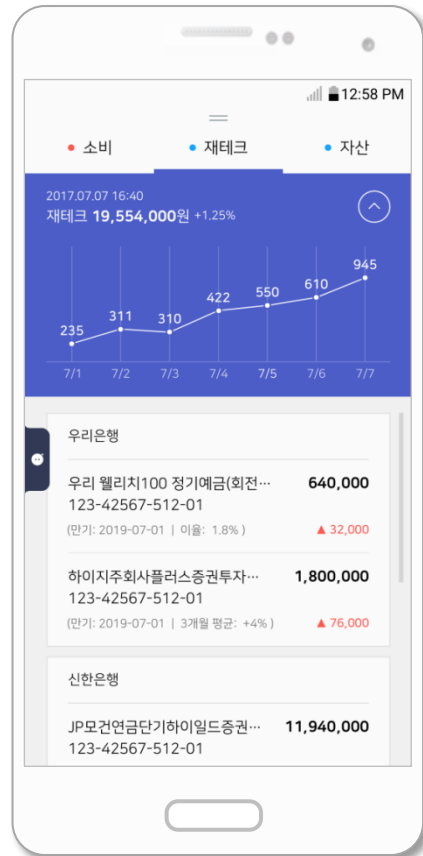 12:58 PM
소비
재테크
자산
2017.07.07 16:40
재테크 19,554,000원 +1.25%
235 311 310 422 550 610 945
7/1 7/2 7/3 7/4 7/5 7/6 7/7
우리은행
우리 웰리치100 정기예금(회전… 640,000
123-42567-512-01
(만기: 2019-07-01 | 이율: 1.8% ) ▲ 32,000
하이지주회사플러스증권투자… 1,800,000
123-42567-512-01
(만기: 2019-07-01 | 3개월 평균: +4% ) ▲ 76,000
신한은행
JP모건연금단기하이일드증권… 11,940,000
123-42567-512-01